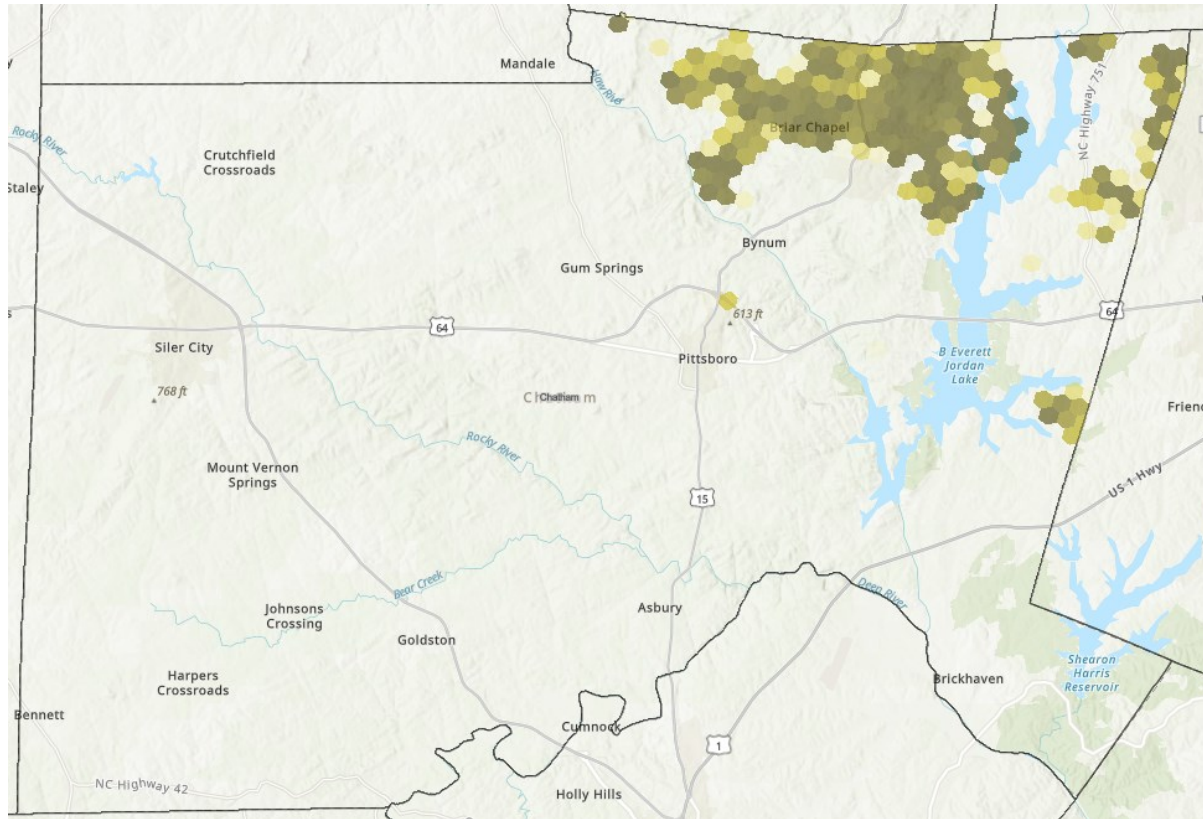 Mandale
Haw River
NC Highway 751
Rocky River
Briar Chapel
Crutchfield
Crossroads
Staley
Bynum
Gum Springs
613 ft
64
64
Siler City
Pittsboro
B Everett
Jordan
Lake
768 ft
Chatham
Chatham
Friend
Rocky River
Mount Vernon
Springs
US 1 Hwy
15
Bear Creek
Deep River
Johnsons
Crossing
Asbury
Goldston
Harpers
Crossroads
Shearon
Harris
Reservoir
Brickhaven
Bennett
Cumnock
1
NC Highway 42
Holly Hills